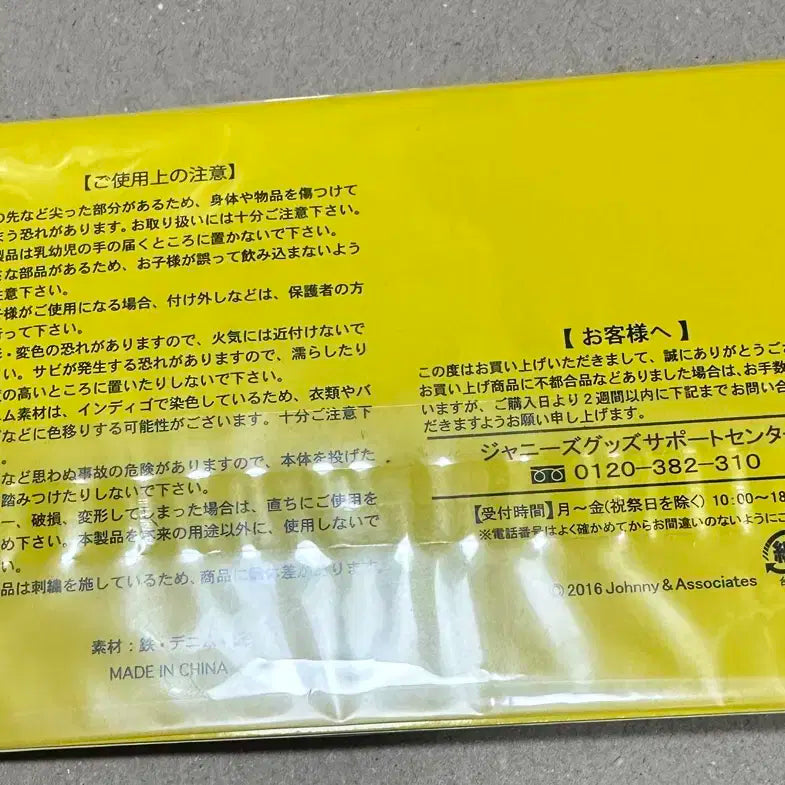 【ご使用上の注意】
の先など尖った部分があるため、身体や物品を傷つけて
まう恐れがあります。お取り扱いには十分ご注意下さい。
製品は乳幼児の手の届くところに置かないで下さい。
な部品があるため、お子様が誤って飲み込まないよう
注意下さい。
子様がご使用になる場合、付け外しなどは、保護者の方
行って下さい。
・変色の恐れがありますので、火気には近付けないで
い。サビが発生する恐れがありますので、濡らしたり
の高いところに置いたりしないで下さい。
ム素材は、インディゴで染色しているため、衣類やバ
などに色移りする可能性がございます。十分ご注意下
。
など思わぬ事故の危険がありますので、本体を投げた
踏みつけたりしないで下さい。
ー、破損、変形してしまった場合は、直ちにご使用を
め下さい。本製品を本来の用途以外に、使用しないで
い。
品は刺繍を施しているため、商品に個体差があります。
素材:鉄・デニム
MADE IN CHINA
【お客様へ】
この度はお買い上げいただきまして、誠にありがとうござ
お買い上げ商品に不都合品などありました場合は、お手数
いますが、ご購入日より2週間以内に下記までお問い合
だきますようお願い申し上げます。
ジャニーズグッズサポートセンター
0120-382-310
【受付時間】月〜金(祝祭日を除く) 10:00〜18
※電話番号はよく確かめてからお間違いのないようにご
©2016 Johnny & Associates